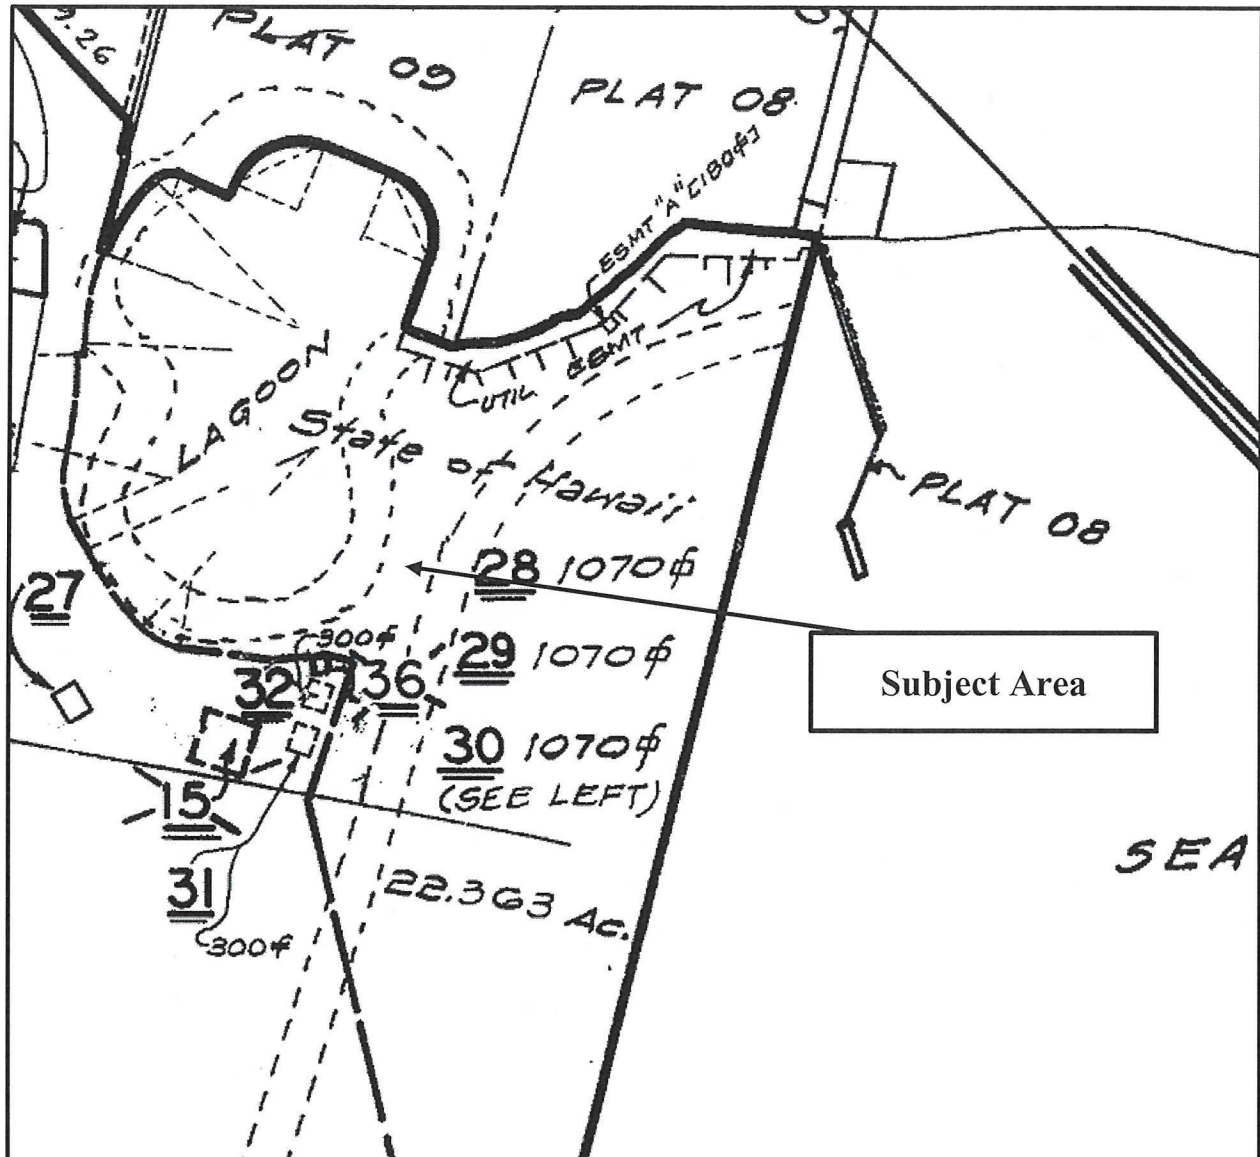 PLAT 09
PLAT 08
ESMT "A" (180⌽)
UTIL ESMT
LAGOON
State of Hawaii
PLAT 08
28 1070⌽
27
300⌽
29 1070⌽
32
36
Subject Area
30 1070⌽
(SEE LEFT)
15
SEA
31
22.363 Ac.
300⌽